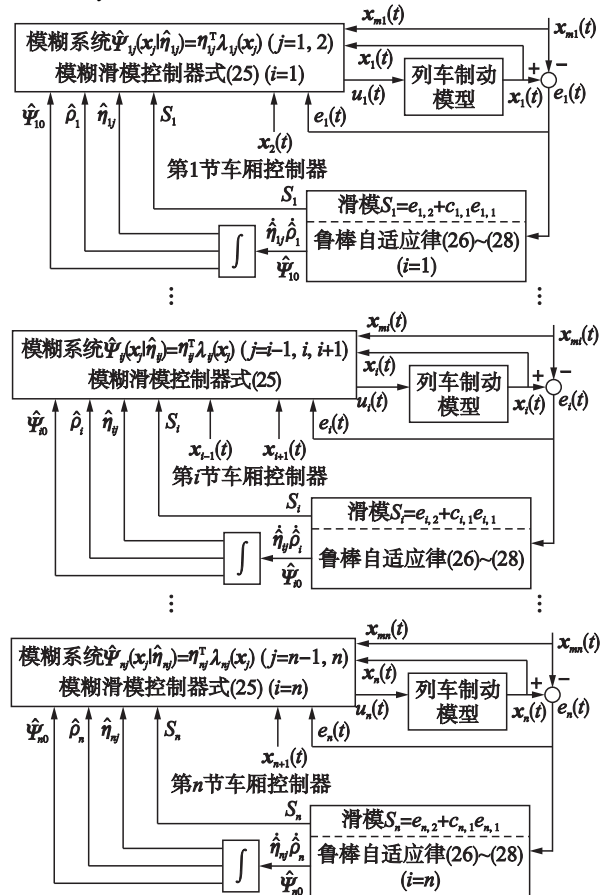 x_{m1}(t)
x_{m1}(t)
模糊系统Ψ̂_{1j}(x_j|η̂_{1j})=η_{1j}^Tλ_{1j}(x_j) (j=1, 2)
模糊滑模控制器式(25) (i=1)
x_1(t)
u_1(t)
列车制动
模型
x_1(t)
+
−
e_1(t)
Ψ̂_{10}
ρ̂_1
η̂_{1j}
S_1
x_2(t)
e_1(t)
第1节车厢控制器
S_1
滑模S_1=e_{1,2}+c_{1,1}e_{1,1}
鲁棒自适应律(26)~(28)
(i=1)
∫
η̂̇_{1j}ρ̂̇_1
Ψ̂_{10}
⋮
⋮
x_{mi}(t)
x_{mi}(t)
模糊系统Ψ̂_{ij}(x_j|η̂_{ij})=η_{ij}^Tλ_{ij}(x_j) (j=i−1, i, i+1)
模糊滑模控制器式(25)
x_i(t)
u_i(t)
列车制动
模型
x_i(t)
+
−
e_i(t)
Ψ̂_{i0}
ρ̂_i
η̂_{ij}
S_i
x_{i−1}(t)
x_{i+1}(t)
e_i(t)
第i节车厢控制器
S_i
滑模S_i=e_{i,2}+c_{i,1}e_{i,1}
鲁棒自适应律(26)~(28)
∫
η̂̇_{ij}ρ̂̇_i
Ψ̂_{i0}
⋮
⋮
x_{mn}(t)
x_{mn}(t)
模糊系统Ψ̂_{nj}(x_j|η̂_{nj})=η_{nj}^Tλ_{nj}(x_j) (j=n−1, n)
模糊滑模控制器式(25) (i=n)
x_n(t)
u_n(t)
列车制动
模型
x_n(t)
+
−
e_n(t)
Ψ̂_{n0}
ρ̂_n
η̂_{nj}
S_n
x_{n+1}(t)
e_n(t)
第n节车厢控制器
S_n
滑模S_n=e_{n,2}+c_{n,1}e_{n,1}
鲁棒自适应律(26)~(28)
(i=n)
∫
η̂̇_{nj}ρ̂̇_n
Ψ̂_{n0}